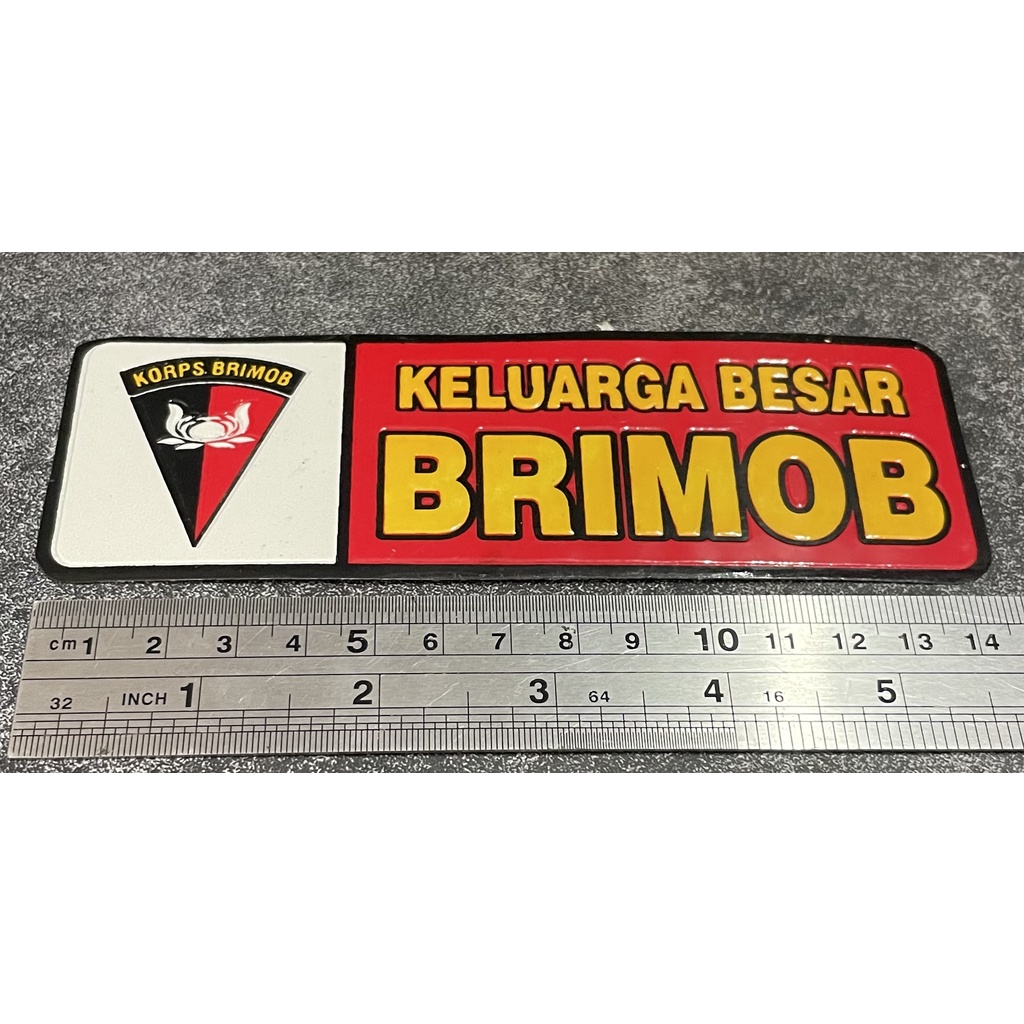 KORPS. BRIMOB
KELUARGA BESAR
BRIMOB
cm 1 2 3 4 5 6 7 8 9 10 11 12 13 14
32 INCH 1 2 3 64 4 16 5